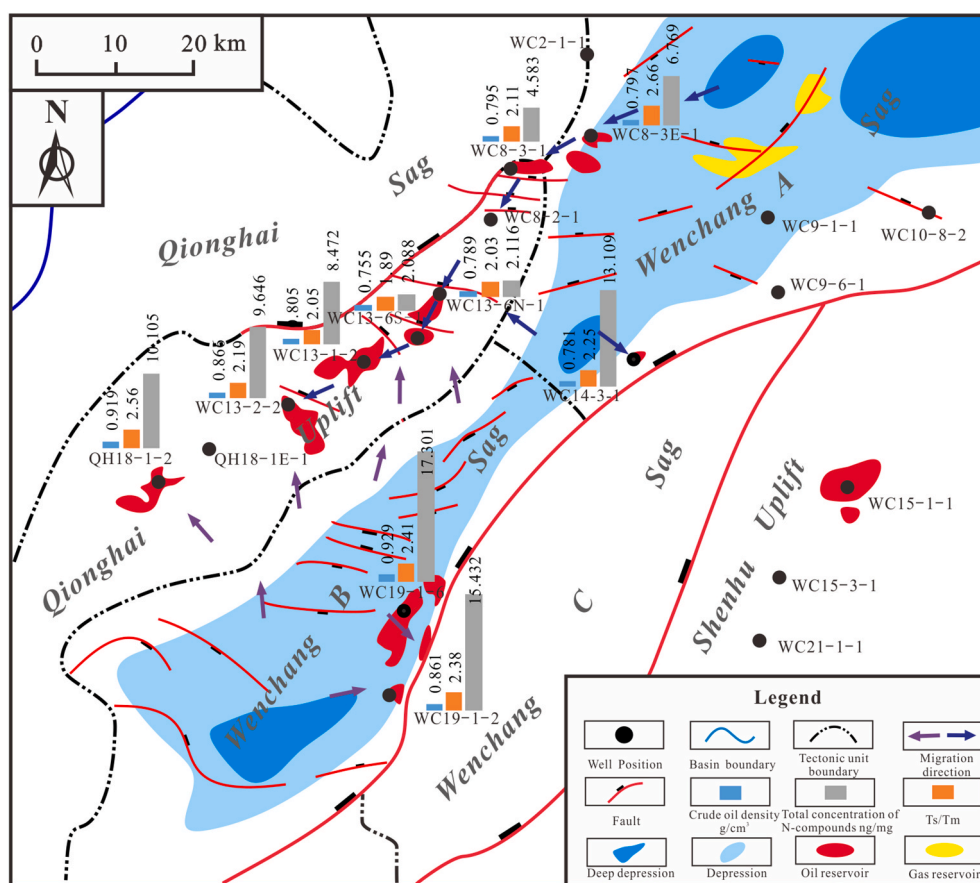 0 10 20 km
N
WC2-1-1
0.795
2.11
4.583
WC8-3-1
0.797
2.66
6.769
WC8-3E-1
Sag
Sag
Qionghai
WC8-2-1
Wenchang A
WC9-1-1
WC10-8-2
WC9-6-1
0.755
1.89
2.088
WC13-6S-
0.789
2.03
2.116
WC13-6N-1
.805
2.05
8.472
WC13-1-2
0.865
2.19
9.646
WC13-2-2
0.919
2.56
10.105
QH18-1-2
QH18-1E-1
Uplift
Qionghai
0.781
2.25
13.109
WC14-3-1
Sag
Sag
Uplift
Shenhu
WC15-1-1
WC15-3-1
WC21-1-1
0.929
2.41
17.301
WC19-1-6
B
C
0.861
2.38
15.432
WC19-1-2
Wenchang
Wenchang
Legend
Well Position
Basin boundary
Tectonic unit
boundary
Migration
direction
Fault
Crude oil density
g/cm³
Total concentration of
N-compounds ng/mg
Ts/Tm
Deep depression
Depression
Oil reservoir
Gas reservoir